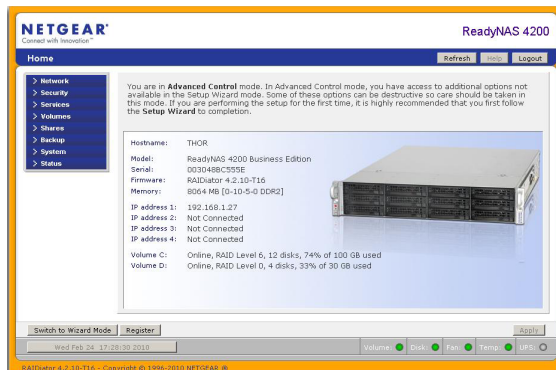 NETGEAR®
Connect with Innovation™
ReadyNAS 4200
Home
Refresh
Help
Logout
> Network
> Security
> Services
> Volumes
> Shares
> Backup
> System
> Status
You are in Advanced Control mode. In Advanced Control mode, you have access to additional options not
available in the Setup Wizard mode. Some of these options can be destructive so care should be taken in
this mode. If you are performing the setup for the first time, it is highly recommended that you first follow
the Setup Wizard to completion.
Hostname: THOR
Model: ReadyNAS 4200 Business Edition
Serial: 003048BC555E
Firmware: RAIDiator 4.2.10-T16
Memory: 8064 MB [0-10-5-0 DDR2]
IP address 1: 192.168.1.27
IP address 2: Not Connected
IP address 3: Not Connected
IP address 4: Not Connected
Volume C: Online, RAID Level 6, 12 disks, 74% of 100 GB used
Volume D: Online, RAID Level 0, 4 disks, 33% of 30 GB used
Switch to Wizard Mode
Register
Apply
Wed Feb 24 17:28:30 2010
Volume:
Disk:
Fan:
Temp:
UPS:
RAIDiator 4.2.10-T16 - Copyright © 1996-2010 NETGEAR ®